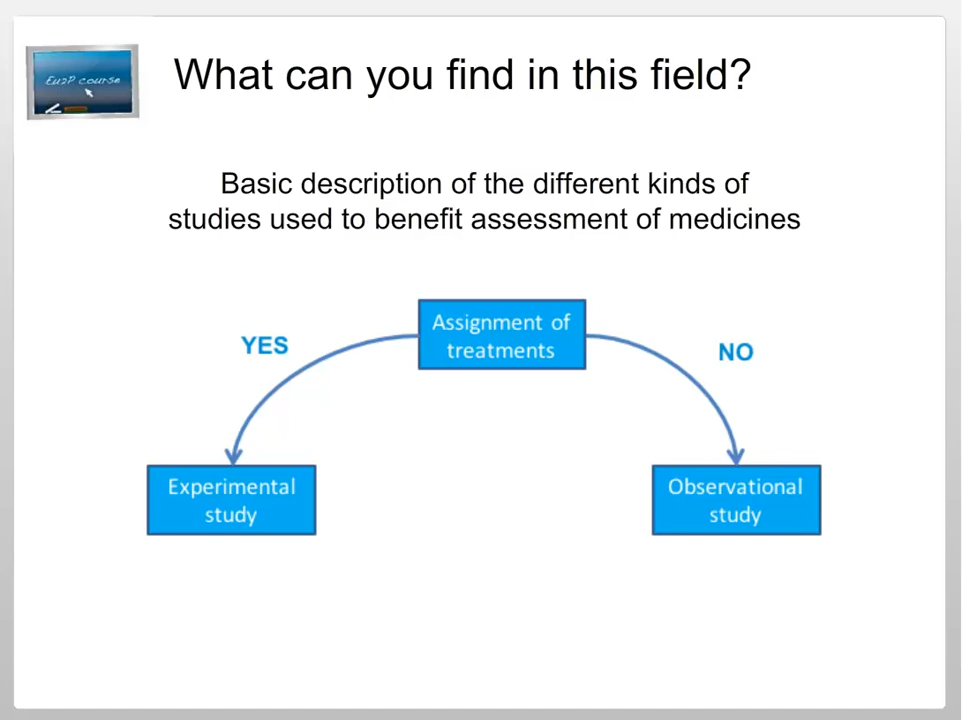 Eu2P course
What can you find in this field?
Basic description of the different kinds of
studies used to benefit assessment of medicines
Assignment of
treatments
YES
NO
Experimental
study
Observational
study